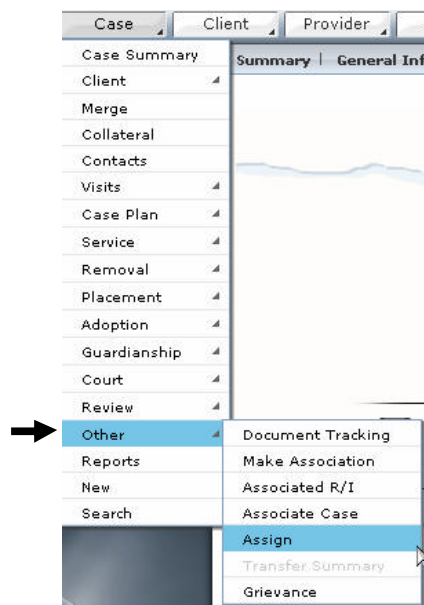 Case Client Provider
Summary | General Inf
Case Summary
Client
Merge
Collateral
Contacts
Visits
Case Plan
Service
Removal
Placement
Adoption
Guardianship
Court
Review
Other
Reports
New
Search
Document Tracking
Make Association
Associated R/I
Associate Case
Assign
Transfer Summary
Grievance